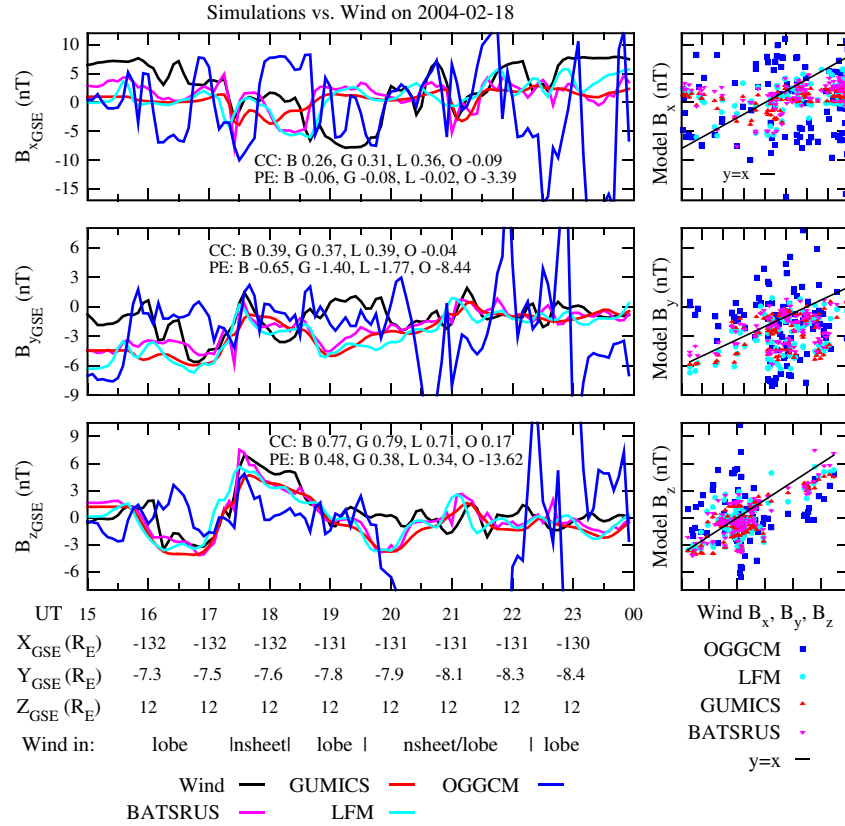 Simulations vs. Wind on 2004-02-18
10
5
0
-5
-10
-15
B_xGSE (nT)
CC: B 0.26, G 0.31, L 0.36, O -0.09
PE: B -0.06, G -0.08, L -0.02, O -3.39
Model B_x (nT)
y=x
6
3
0
-3
-6
-9
B_yGSE (nT)
CC: B 0.39, G 0.37, L 0.39, O -0.04
PE: B -0.65, G -1.40, L -1.77, O -8.44
Model B_y (nT)
9
6
3
0
-3
-6
B_zGSE (nT)
CC: B 0.77, G 0.79, L 0.71, O 0.17
PE: B 0.48, G 0.38, L 0.34, O -13.62
Model B_z (nT)
UT 15 16 17 18 19 20 21 22 23 00
X_GSE (R_E) -132 -132 -132 -131 -131 -131 -131 -130
Y_GSE (R_E) -7.3 -7.5 -7.6 -7.8 -7.9 -8.1 -8.3 -8.4
Z_GSE (R_E) 12 12 12 12 12 12 12 12
Wind in: lobe |nsheet| lobe | nsheet/lobe | lobe
Wind GUMICS OGGCM
BATSRUS LFM
Wind B_x, B_y, B_z
OGGCM
LFM
GUMICS
BATSRUS
y=x